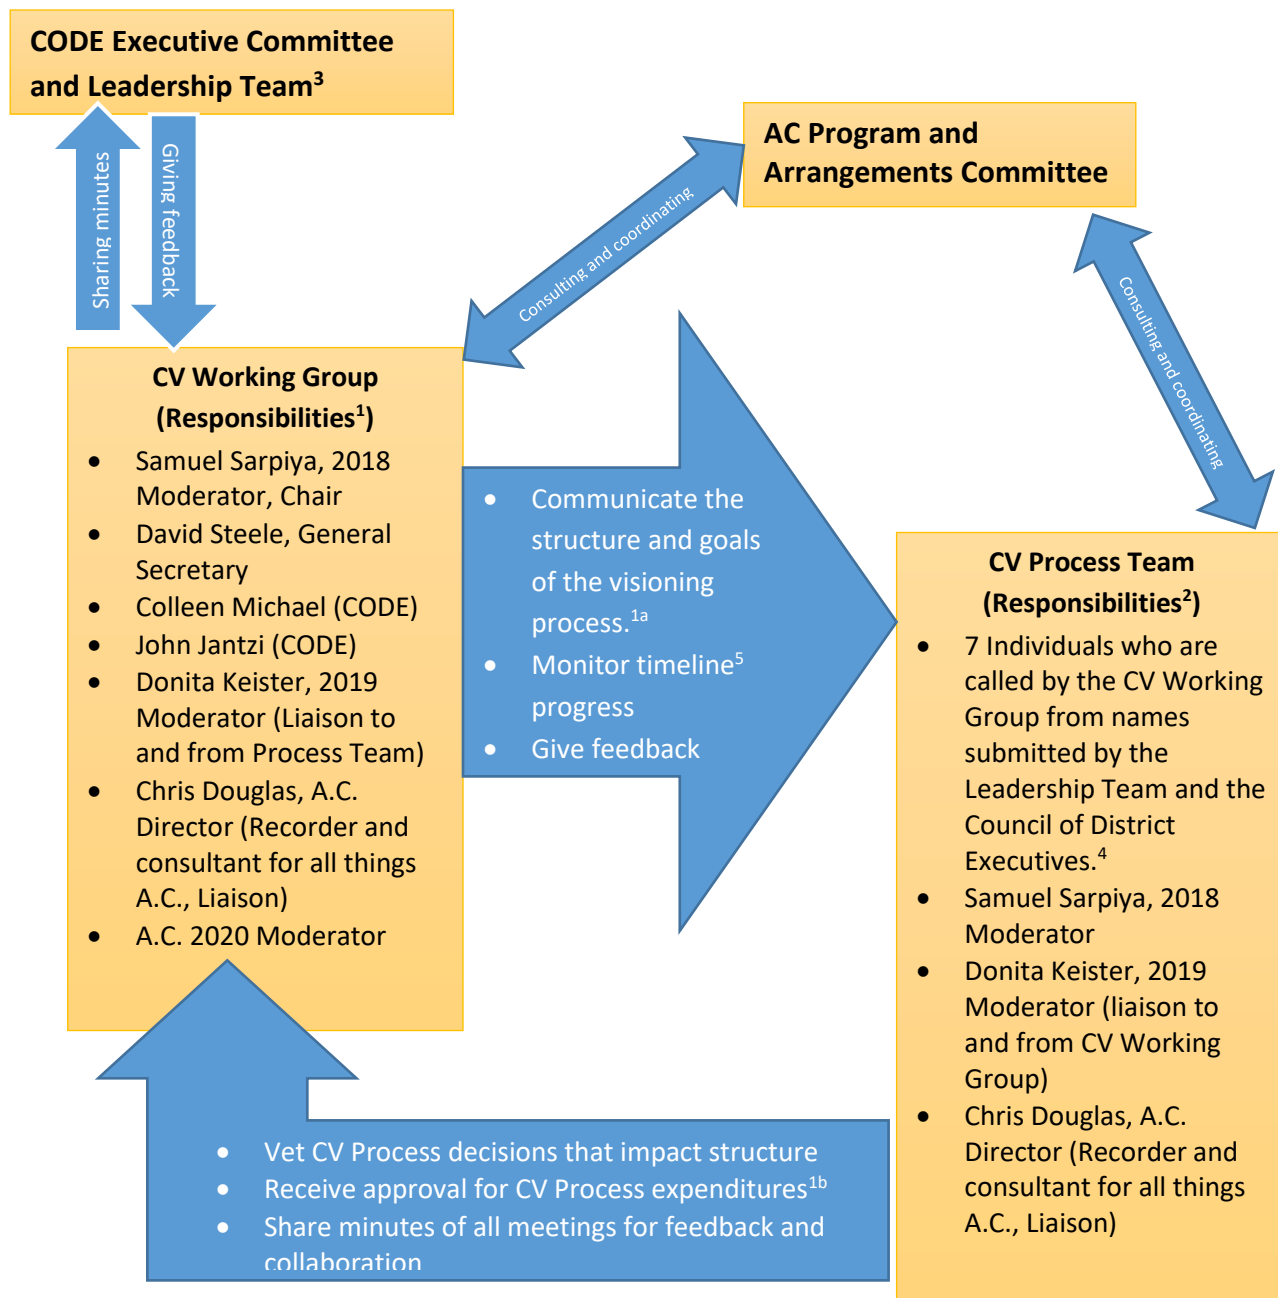 CODE Executive Committee
and Leadership Team³
Sharing minutes
Giving feedback
AC Program and
Arrangements Committee
Consulting and coordinating
Consulting and coordinating
CV Working Group
(Responsibilities¹)
• Samuel Sarpiya, 2018
Moderator, Chair
• David Steele, General
Secretary
• Colleen Michael (CODE)
• John Jantzi (CODE)
• Donita Keister, 2019
Moderator (Liaison to
and from Process Team)
• Chris Douglas, A.C.
Director (Recorder and
consultant for all things
A.C., Liaison)
• A.C. 2020 Moderator
• Communicate the
structure and goals
of the visioning
process.¹ᵃ
• Monitor timeline⁵
progress
• Give feedback
CV Process Team
(Responsibilities²)
• 7 Individuals who are
called by the CV Working
Group from names
submitted by the
Leadership Team and the
Council of District
Executives.⁴
• Samuel Sarpiya, 2018
Moderator
• Donita Keister, 2019
Moderator (liaison to
and from CV Working
Group)
• Chris Douglas, A.C.
Director (Recorder and
consultant for all things
A.C., Liaison)
• Vet CV Process decisions that impact structure
• Receive approval for CV Process expenditures¹ᵇ
• Share minutes of all meetings for feedback and
collaboration